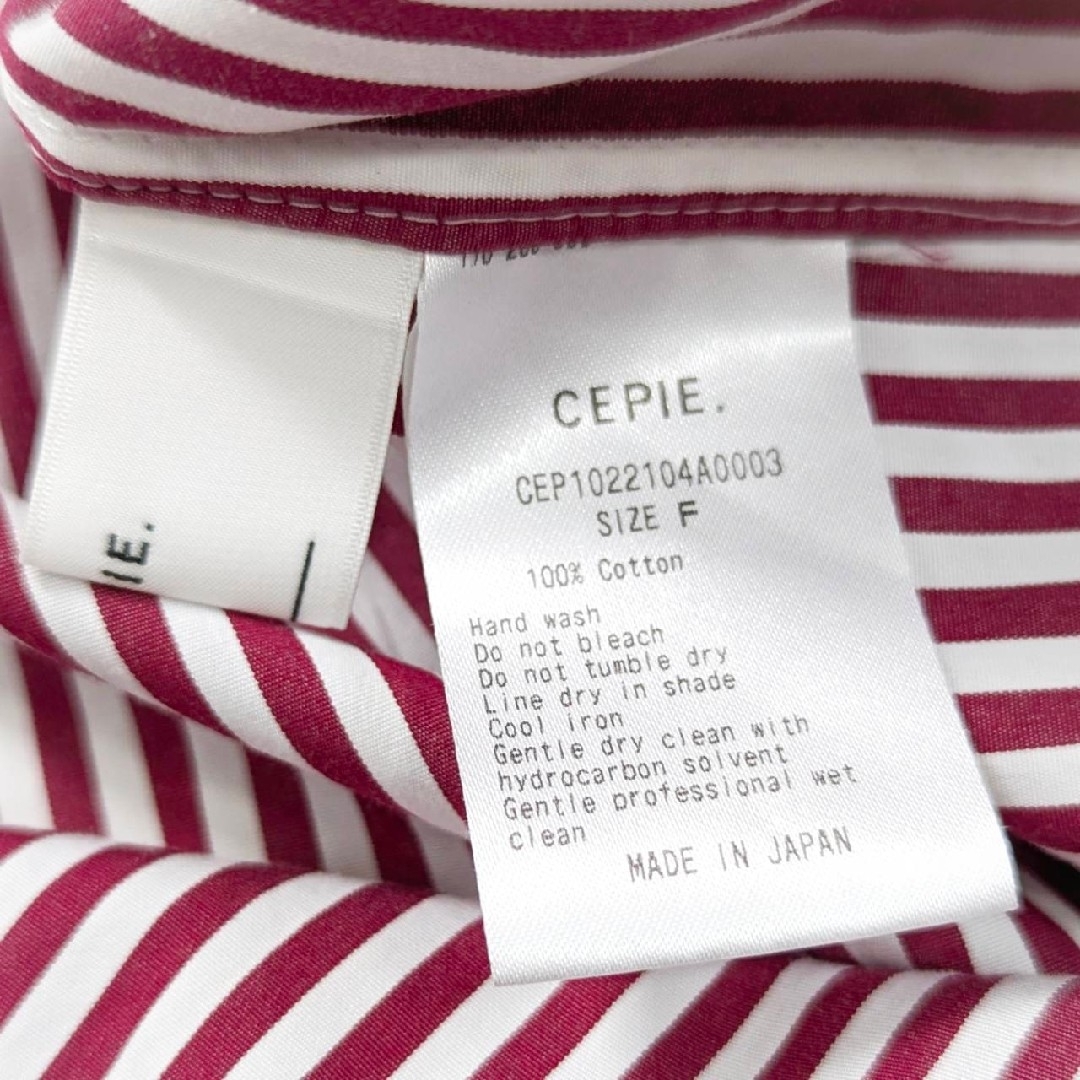 CEPIE.
CEP1022104A0003
SIZE F
100% Cotton
Hand wash
Do not bleach
Do not tumble dry
Line dry in shade
Cool iron
Gentle dry clean with
hydrocarbon solvent
Gentle professional wet
clean
MADE IN JAPAN
IE.